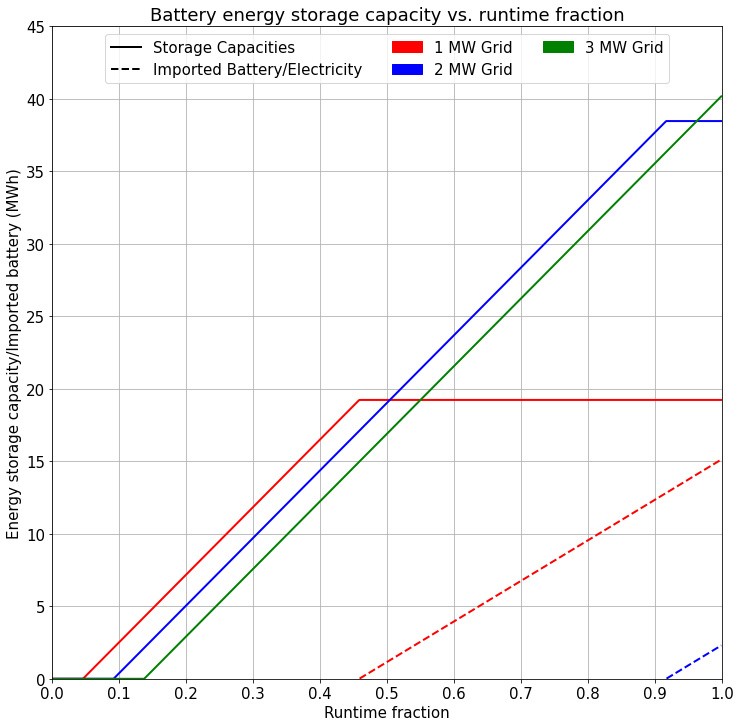 Battery energy storage capacity vs. runtime fraction
Storage Capacities
Imported Battery/Electricity
1 MW Grid
2 MW Grid
3 MW Grid
Energy storage capacity/Imported battery (MWh)
45
40
35
30
25
20
15
10
5
0
0.0 0.1 0.2 0.3 0.4 0.5 0.6 0.7 0.8 0.9 1.0
Runtime fraction